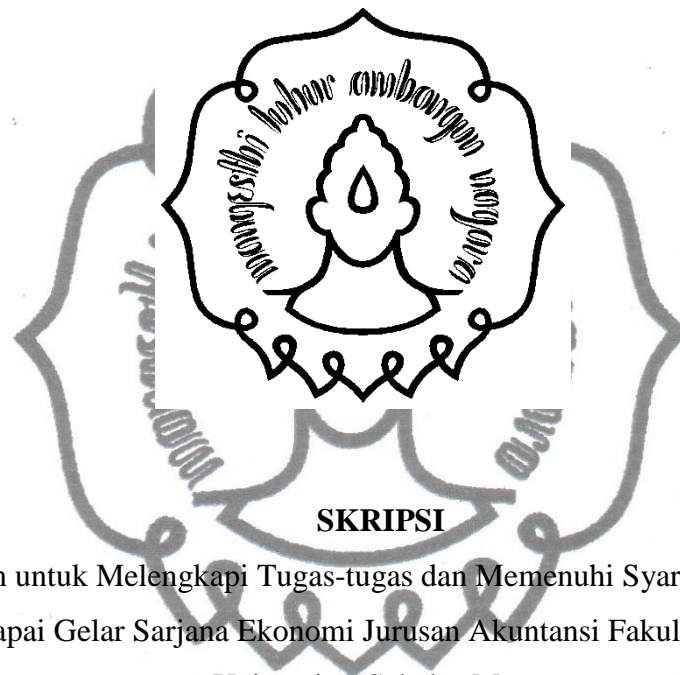 mangesthi luhur ambangun nagara
SKRIPSI
untuk Melengkapi Tugas-tugas dan Memenuhi
Gelar Sarjana Ekonomi Jurusan Akuntansi